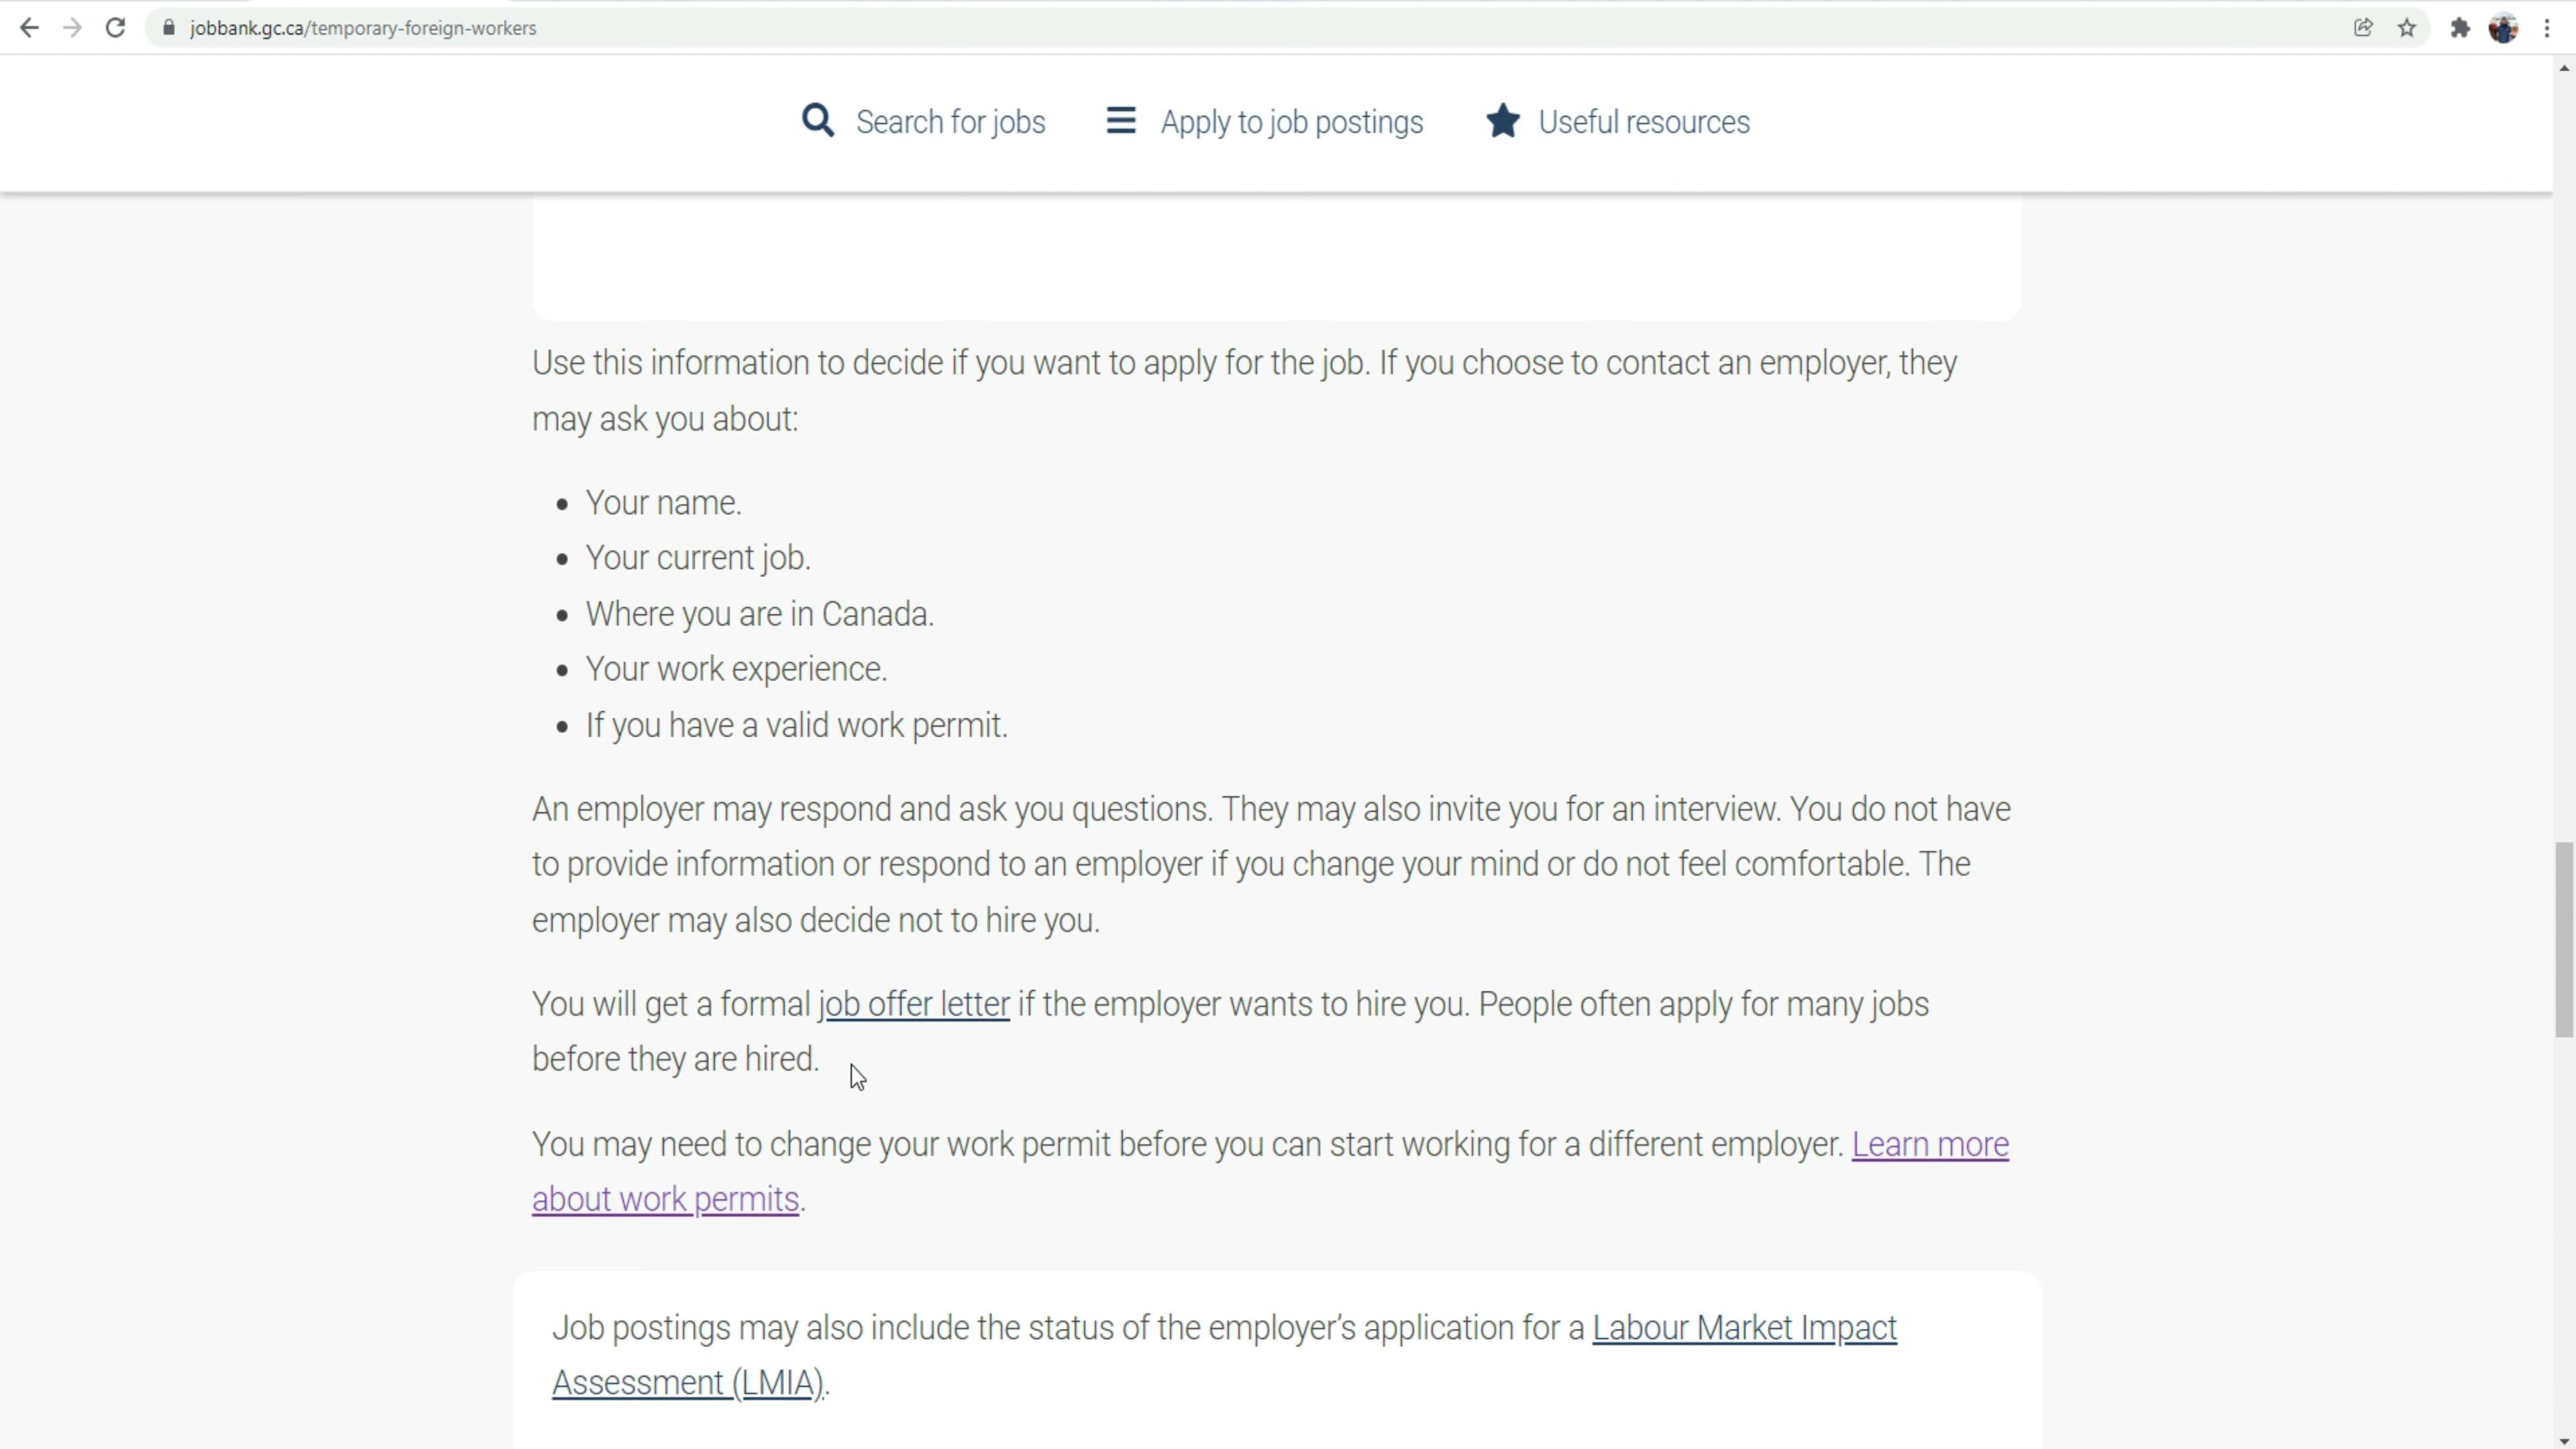 jobbank.gc.ca/temporary-foreign-workers
Search for jobs Apply to job postings Useful resources
Use this information to decide if you want to apply for the job. If you choose to contact an employer, they
may ask you about:
• Your name.
• Your current job.
• Where you are in Canada.
• Your work experience.
• If you have a valid work permit.
An employer may respond and ask you questions. They may also invite you for an interview. You do not have
to provide information or respond to an employer if you change your mind or do not feel comfortable. The
employer may also decide not to hire you.
You will get a formal job offer letter if the employer wants to hire you. People often apply for many jobs
before they are hired.
You may need to change your work permit before you can start working for a different employer. Learn more
about work permits.
Job postings may also include the status of the employer’s application for a Labour Market Impact
Assessment (LMIA).